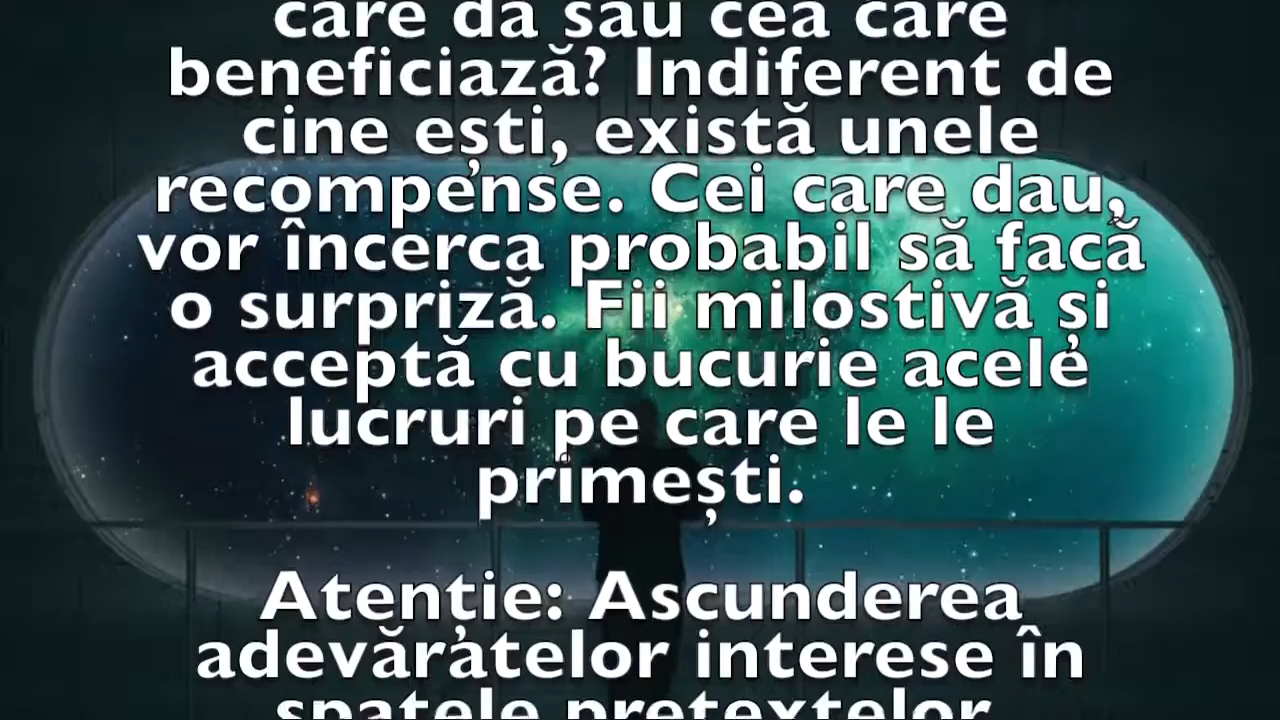 care dă sau cea care
beneficiază? Indiferent de
cine ești, există unele
recompense. Cei care dau,
vor încerca probabil să facă
o surpriză. Fii milostivă și
acceptă cu bucurie acele
lucruri pe care le le
primești.
Atenție: Ascunderea
adevăratelor interese în
spatele pretextelor